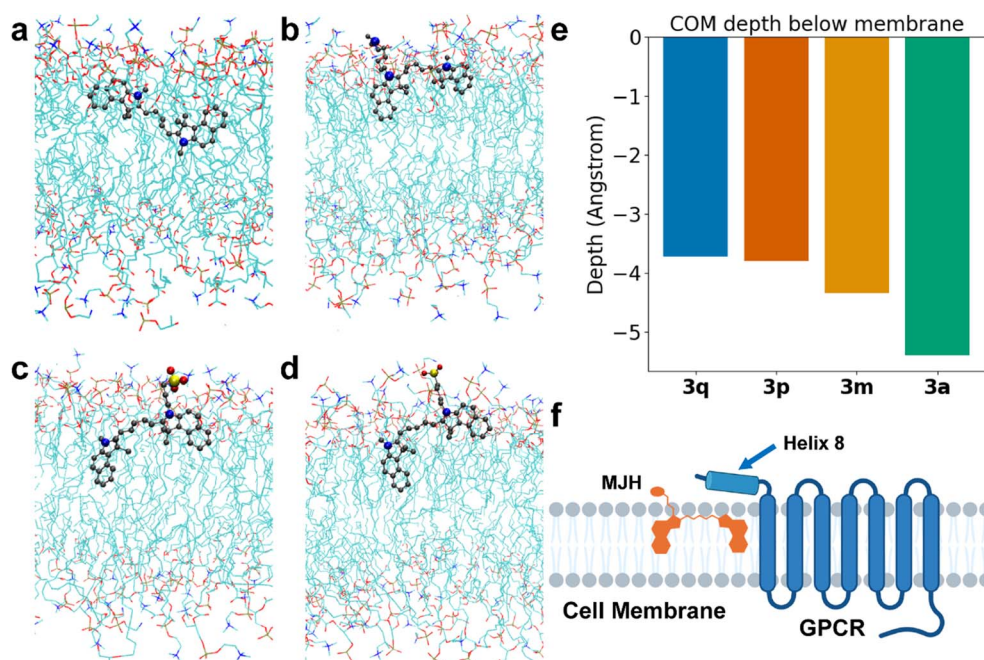 a
b
c
d
e
COM depth below membrane
Depth (Angstrom)
0
−1
−2
−3
−4
−5
3q 3p 3m 3a
f
Helix 8
MJH
Cell Membrane
GPCR